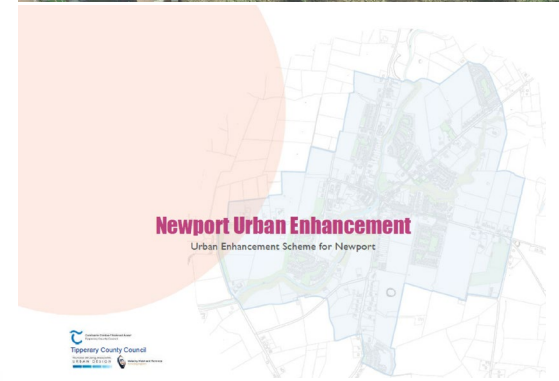 Newport Urban Enhancement
Urban Enhancement Scheme for Newport
Tipperary County Council
URBAN DESIGN